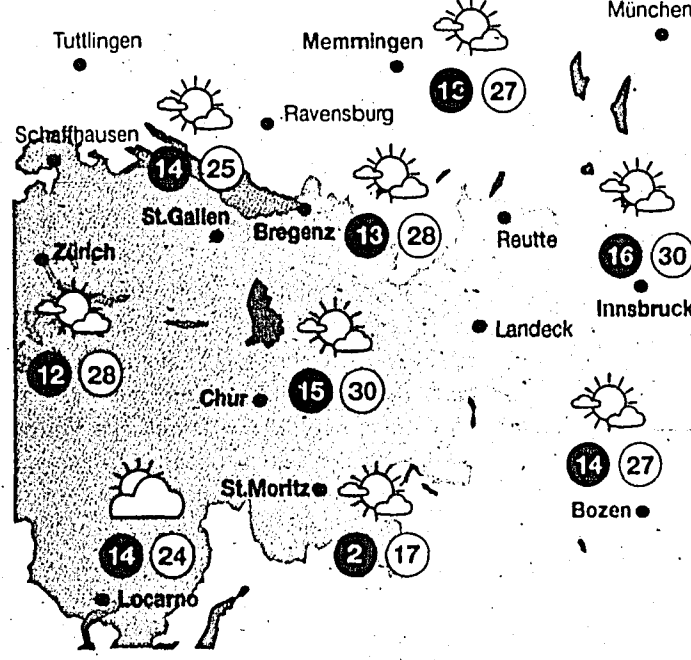 München
Tuttlingen
Memmingen
27
Ravensburg
Schaffhausen
14 25
St.Gallen
Bregenz
13 28
Reutte
Zürich
16 30
Innsbruck
Landeck
12 28
Chur
15 30
14 27
St.Moritz
Bozen
14 24
2 17
Locarno